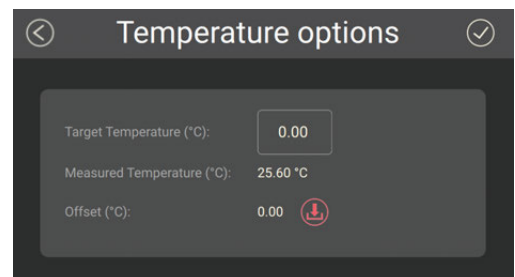 Temperature options
Target Temperature (°C): 0.00
Measured Temperature (°C): 25.60 °C
Offset (°C): 0.00